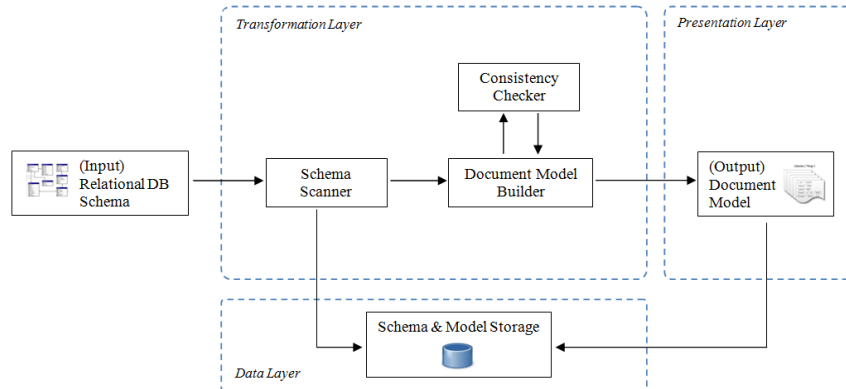 Transformation Layer
Presentation Layer
Consistency
Checker
(Input)
Relational DB
Schema
Schema
Scanner
Document Model
Builder
(Output)
Document
Model
Schema & Model Storage
Data Layer